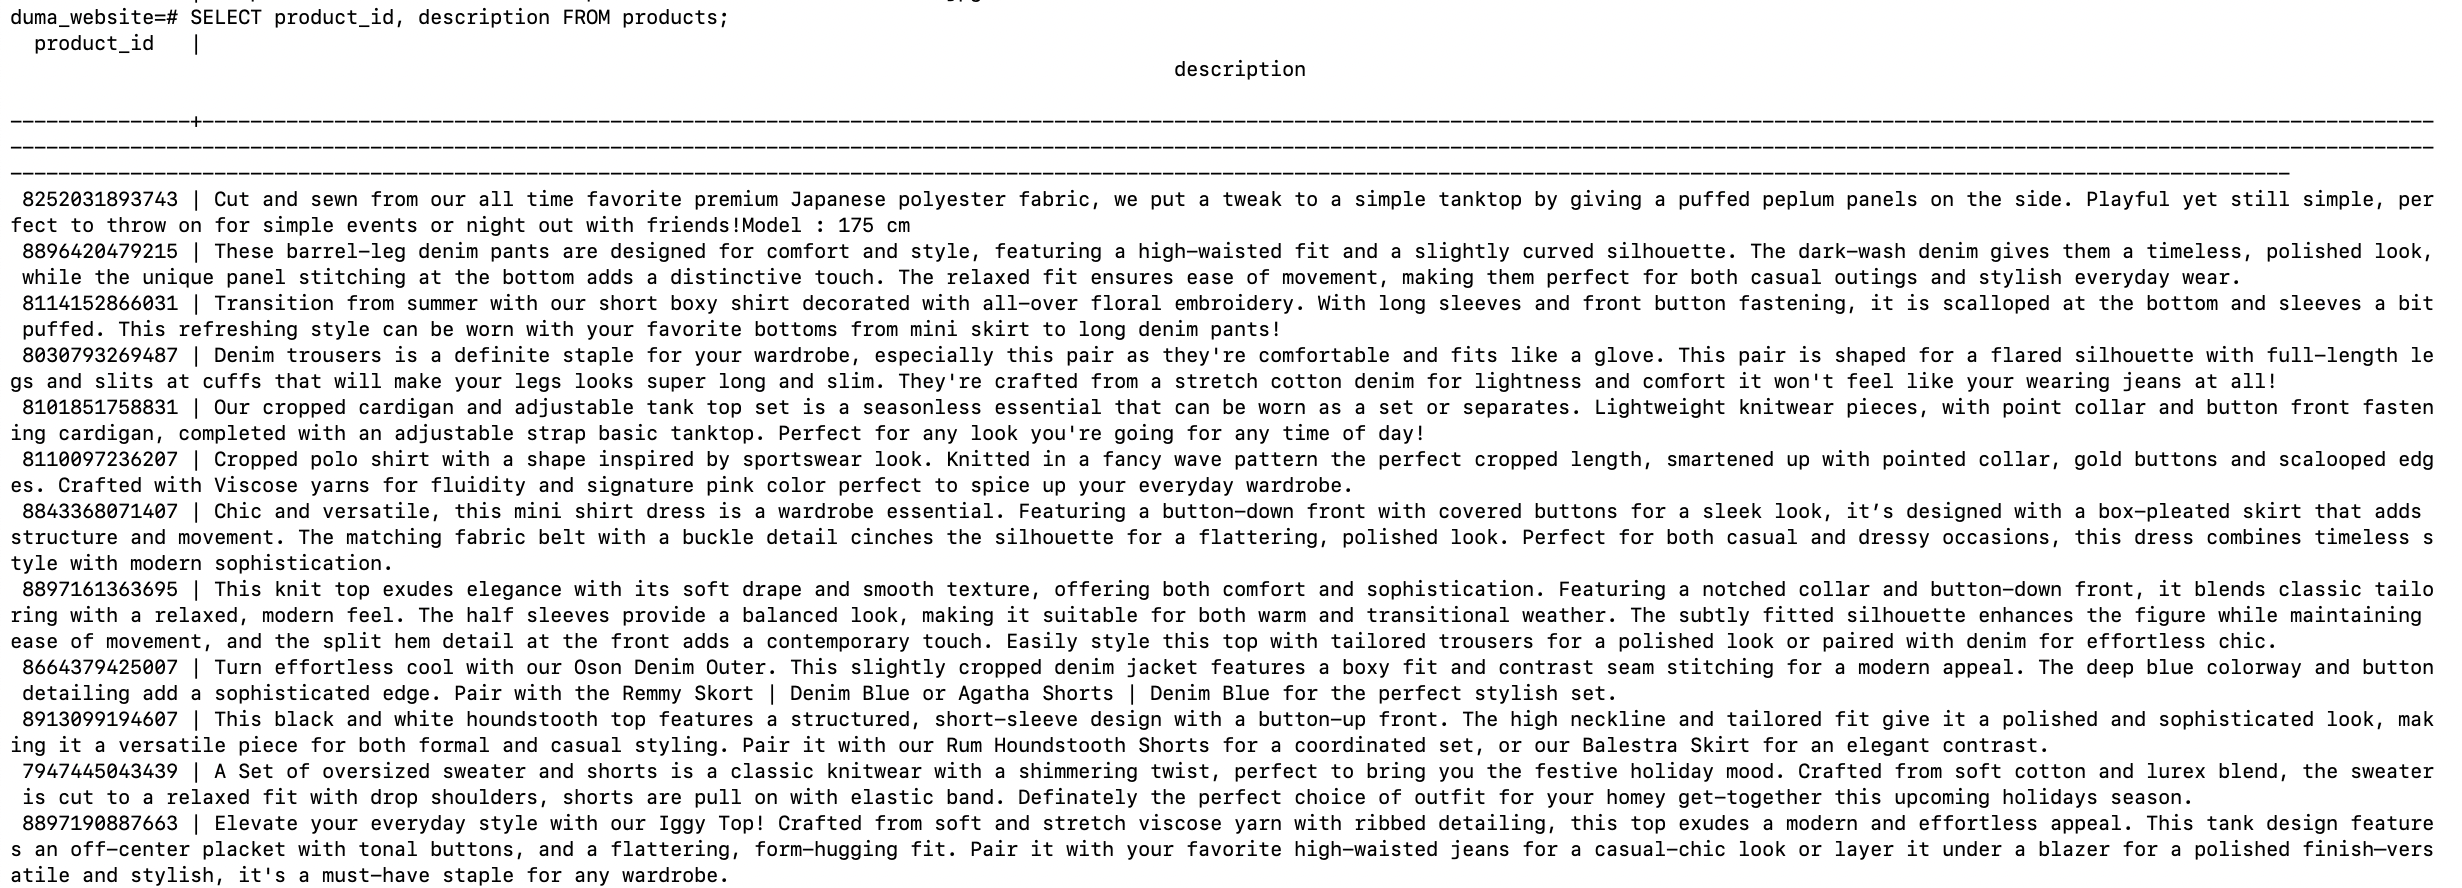 duma_website=# SELECT product_id, description FROM products;
product_id |
description
---------------+------------------------------------------------------------------------------------------------------------------------------------------------------------------------------------------
----------------------------------------------------------------------------------------------------------------------------------------------------------------------------------------------------------
----------------------------------------------------------------------------------------------------------------------------------------------------------------------------------------------
8252031893743 | Cut and sewn from our all time favorite premium Japanese polyester fabric, we put a tweak to a simple tanktop by giving a puffed peplum panels on the side. Playful yet still simple, per
fect to throw on for simple events or night out with friends!Model : 175 cm
8896420479215 | These barrel-leg denim pants are designed for comfort and style, featuring a high-waisted fit and a slightly curved silhouette. The dark-wash denim gives them a timeless, polished look,
while the unique panel stitching at the bottom adds a distinctive touch. The relaxed fit ensures ease of movement, making them perfect for both casual outings and stylish everyday wear.
8114152866031 | Transition from summer with our short boxy shirt decorated with all-over floral embroidery. With long sleeves and front button fastening, it is scalloped at the bottom and sleeves a bit
puffed. This refreshing style can be worn with your favorite bottoms from mini skirt to long denim pants!
8030793269487 | Denim trousers is a definite staple for your wardrobe, especially this pair as they're comfortable and fits like a glove. This pair is shaped for a flared silhouette with full-length le
gs and slits at cuffs that will make your legs looks super long and slim. They're crafted from a stretch cotton denim for lightness and comfort it won't feel like your wearing jeans at all!
8101851758831 | Our cropped cardigan and adjustable tank top set is a seasonless essential that can be worn as a set or separates. Lightweight knitwear pieces, with point collar and button front fasten
ing cardigan, completed with an adjustable strap basic tanktop. Perfect for any look you're going for any time of day!
8110097236207 | Cropped polo shirt with a shape inspired by sportswear look. Knitted in a fancy wave pattern the perfect cropped length, smartened up with pointed collar, gold buttons and scalooped edg
es. Crafted with Viscose yarns for fluidity and signature pink color perfect to spice up your everyday wardrobe.
8843368071407 | Chic and versatile, this mini shirt dress is a wardrobe essential. Featuring a button-down front with covered buttons for a sleek look, it’s designed with a box-pleated skirt that adds
structure and movement. The matching fabric belt with a buckle detail cinches the silhouette for a flattering, polished look. Perfect for both casual and dressy occasions, this dress combines timeless s
tyle with modern sophistication.
8897161363695 | This knit top exudes elegance with its soft drape and smooth texture, offering both comfort and sophistication. Featuring a notched collar and button-down front, it blends classic tailo
ring with a relaxed, modern feel. The half sleeves provide a balanced look, making it suitable for both warm and transitional weather. The subtly fitted silhouette enhances the figure while maintaining
ease of movement, and the split hem detail at the front adds a contemporary touch. Easily style this top with tailored trousers for a polished look or paired with denim for effortless chic.
8664379425007 | Turn effortless cool with our Oson Denim Outer. This slightly cropped denim jacket features a boxy fit and contrast seam stitching for a modern appeal. The deep blue colorway and button
detailing add a sophisticated edge. Pair with the Remmy Skort | Denim Blue or Agatha Shorts | Denim Blue for the perfect stylish set.
8913099194607 | This black and white houndstooth top features a structured, short-sleeve design with a button-up front. The high neckline and tailored fit give it a polished and sophisticated look, mak
ing it a versatile piece for both formal and casual styling. Pair it with our Rum Houndstooth Shorts for a coordinated set, or our Balestra Skirt for an elegant contrast.
7947445043439 | A Set of oversized sweater and shorts is a classic knitwear with a shimmering twist, perfect to bring you the festive holiday mood. Crafted from soft cotton and lurex blend, the sweater
is cut to a relaxed fit with drop shoulders, shorts are pull on with elastic band. Definately the perfect choice of outfit for your homey get-together this upcoming holidays season.
8897190887663 | Elevate your everyday style with our Iggy Top! Crafted from soft and stretch viscose yarn with ribbed detailing, this top exudes a modern and effortless appeal. This tank design feature
s an off-center placket with tonal buttons, and a flattering, form-hugging fit. Pair it with your favorite high-waisted jeans for a casual-chic look or layer it under a blazer for a polished finish—vers
atile and stylish, it's a must-have staple for any wardrobe.